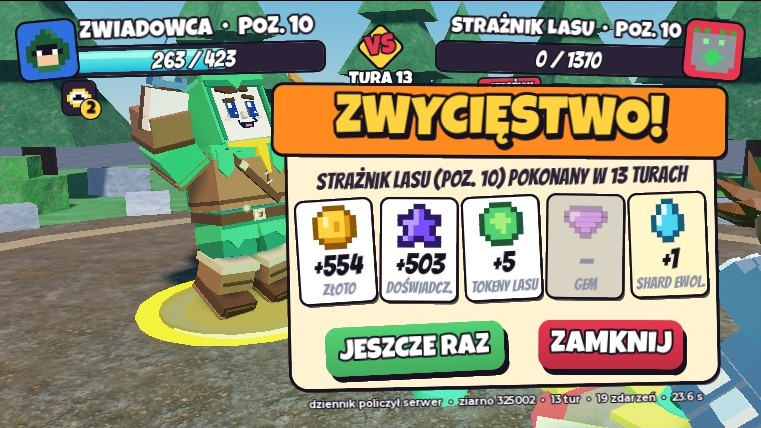 ZWIADOWCA • POZ. 10
263 / 423
2
VS
TURA 13
STRAŻNIK LASU • POZ. 10
0 / 1370
ZWYCIĘSTWO!
STRAŻNIK LASU (POZ. 10) POKONANY W 13 TURACH
+554
ZŁOTO
+503
DOŚWIADCZ.
+5
TOKENY LASU
–
GEM
+1
SHARD EWOL.
JESZCZE RAZ
ZAMKNIJ
dziennik policzył serwer • ziarno 325002 • 13 tur • 19 zdarzeń • 23.6 s